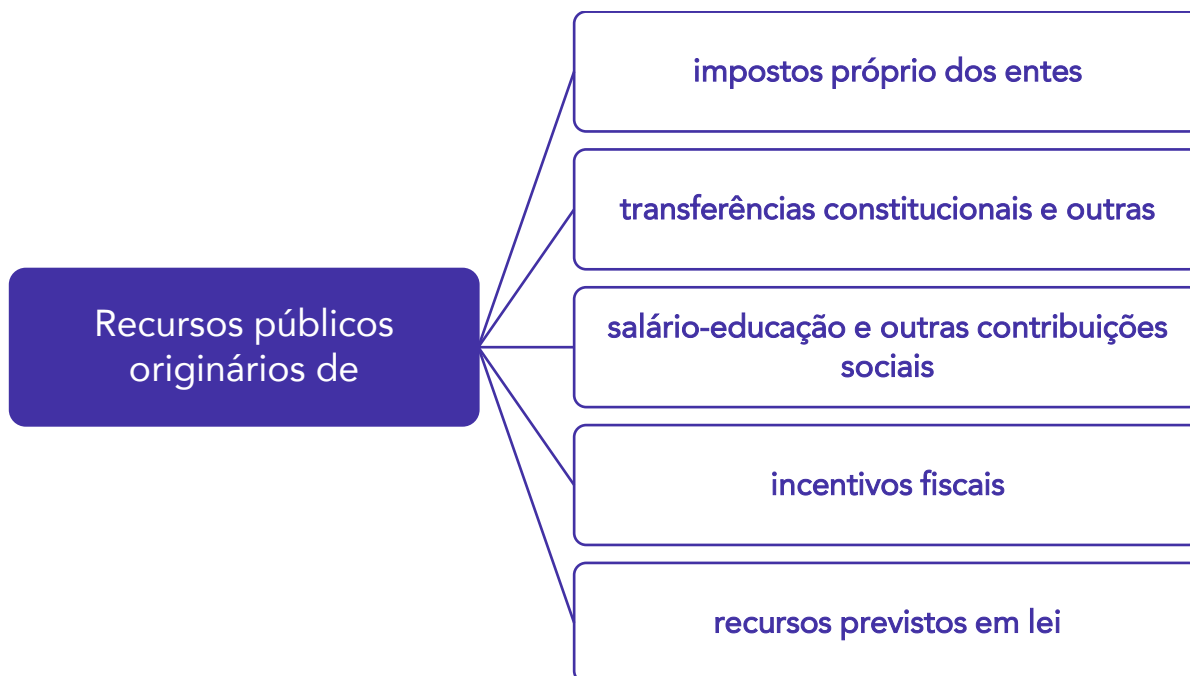 impostos próprio dos entes
transferências constitucionais e outras
Recursos públicos
originários de
salário-educação e outras contribuições
sociais
incentivos fiscais
recursos previstos em lei